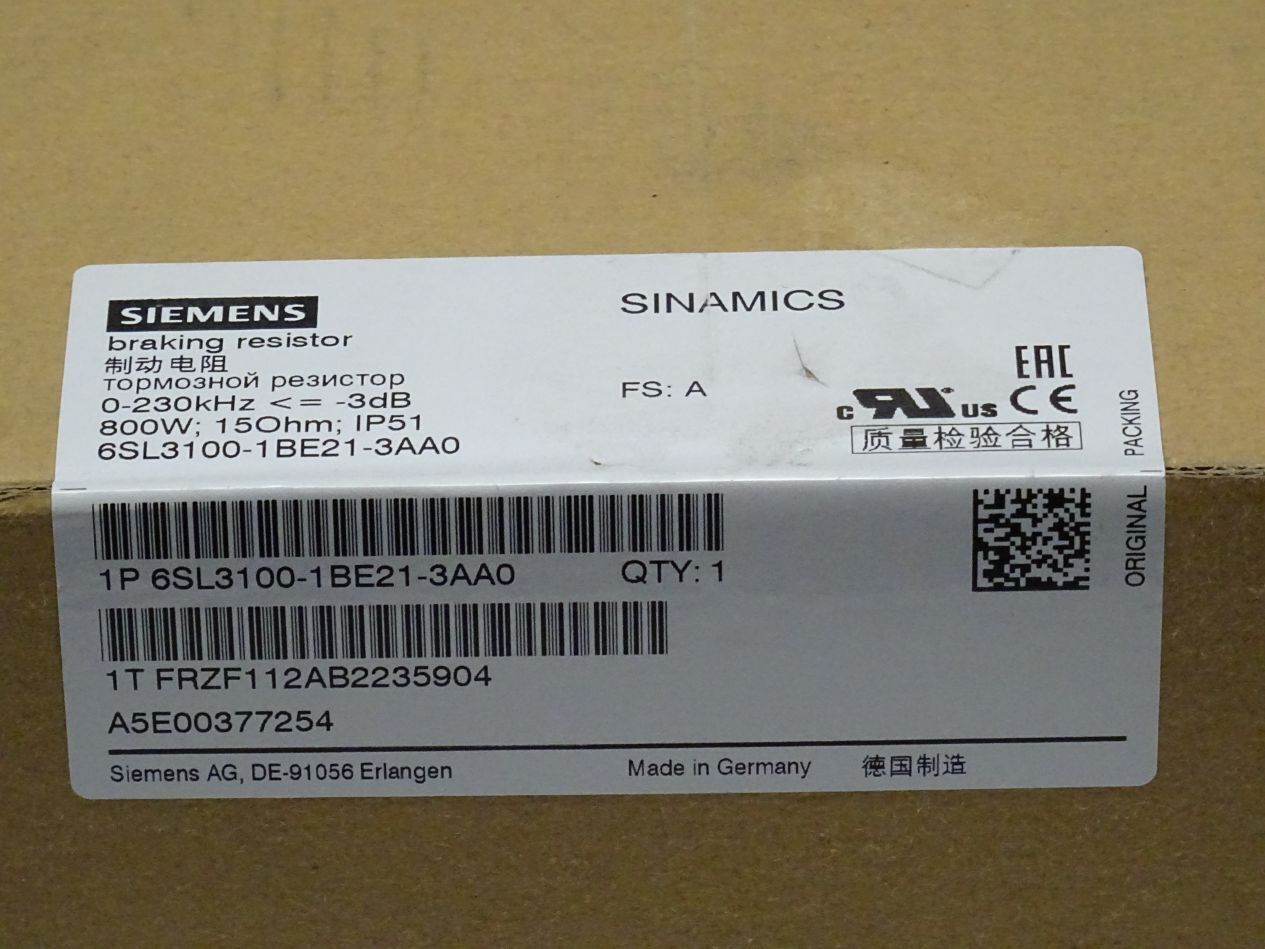 SIEMENS
SINAMICS
braking resistor
制动电阻
тормозной резистор
0-230kHz <= -3dB
800W; 15Ohm; IP51
6SL3100-1BE21-3AA0
FS: A
EAC
c RU US CE
质量检验合格
ORIGINAL PACKING
1P 6SL3100-1BE21-3AA0 QTY: 1
1T FRZF112AB2235904
A5E00377254
Siemens AG, DE-91056 Erlangen Made in Germany 德国制造